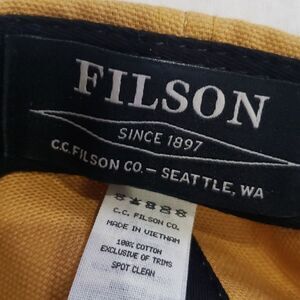 FILSON
SINCE 1897
C.C.FILSON CO. — SEATTLE, WA
C.C. FILSON CO.
MADE IN VIETNAM
100% COTTON
EXCLUSIVE OF TRIMS
SPOT CLEAN